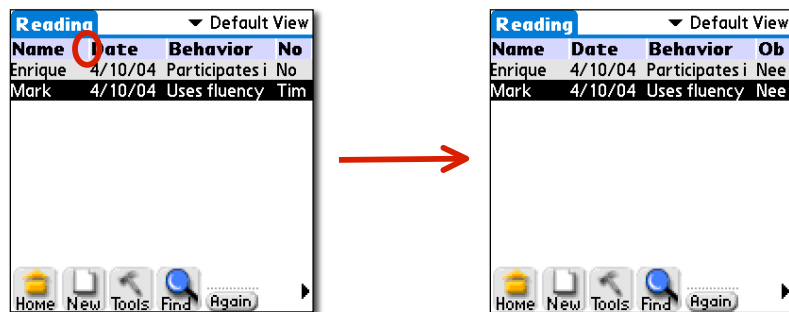 Reading Default View
Name Date Behavior No
Enrique 4/10/04 Participates i No
Mark 4/10/04 Uses fluency Tim
Home New Tools Find Again
Reading Default View
Name Date Behavior Ob
Enrique 4/10/04 Participates i Nee
Mark 4/10/04 Uses fluency Nee
Home New Tools Find Again